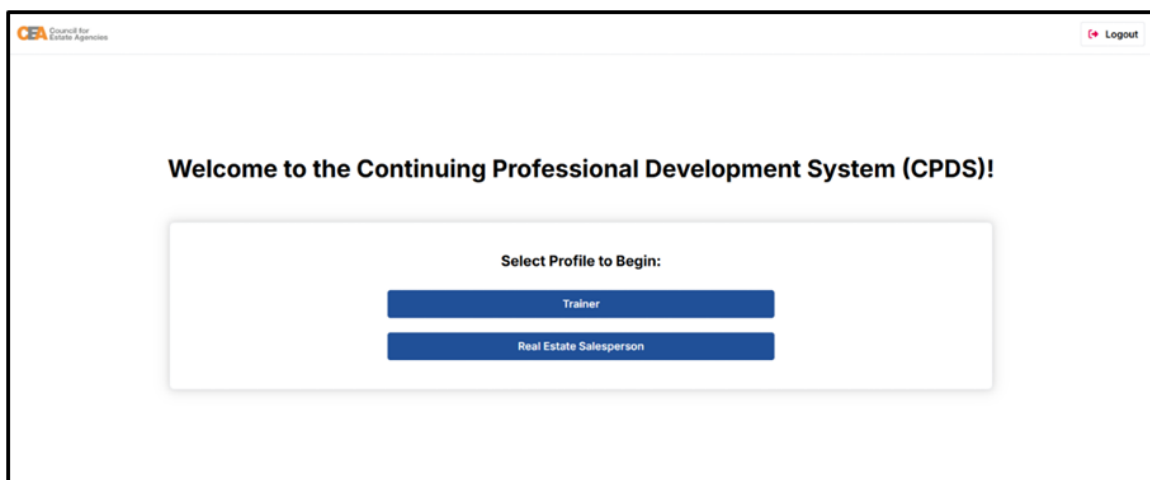 CEA Council for
Estate Agencies
Logout
Welcome to the Continuing Professional Development System (CPDS)!
Select Profile to Begin:
Trainer
Real Estate Salesperson